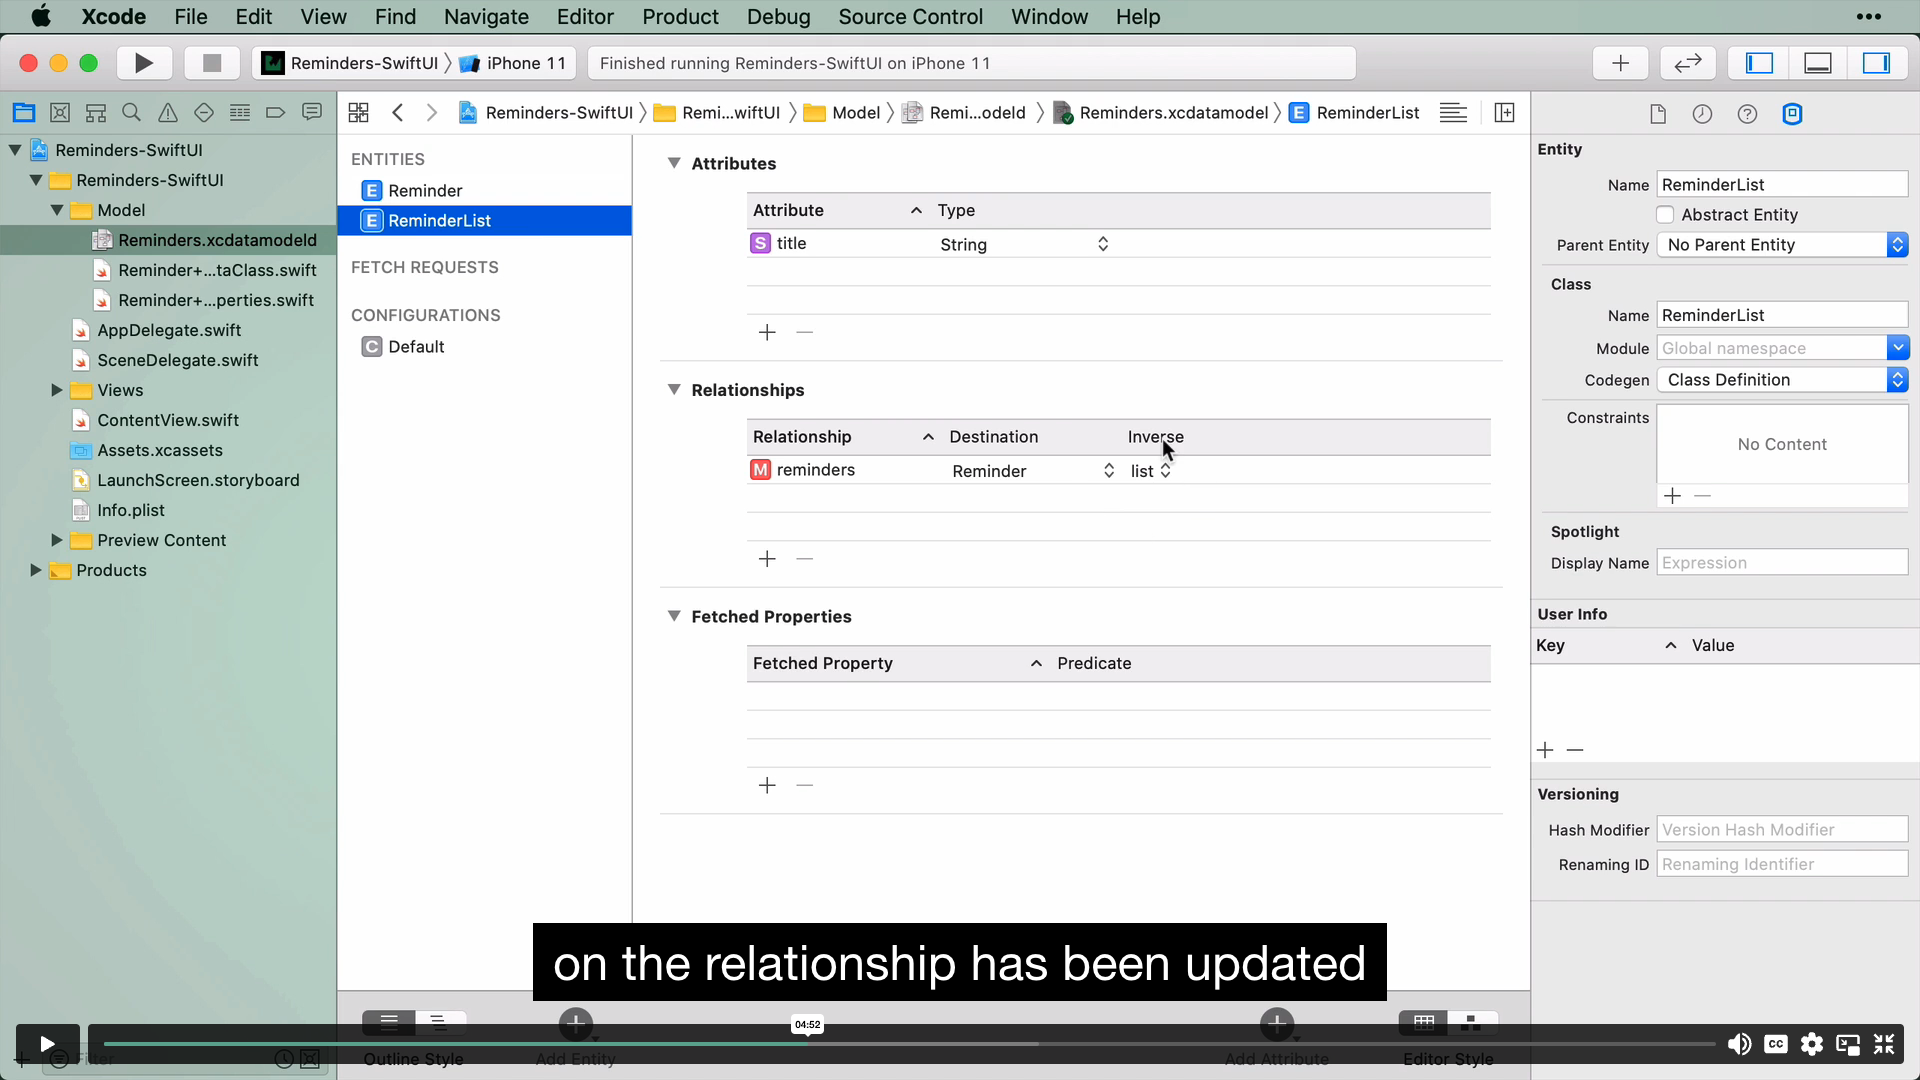 Xcode File Edit View Find Navigate Editor Product Debug Source Control Window Help
Reminders-SwiftUI iPhone 11
Finished running Reminders-SwiftUI on iPhone 11
Reminders-SwiftUI Remi...wiftUI Model Remi...odeld Reminders.xcdatamodel E ReminderList
Reminders-SwiftUI
Reminders-SwiftUI
Model
Reminders.xcdatamodeld
Reminder+...taClass.swift
Reminder+...perties.swift
AppDelegate.swift
SceneDelegate.swift
Views
ContentView.swift
Assets.xcassets
LaunchScreen.storyboard
Info.plist
Preview Content
Products
Filter
ENTITIES
E Reminder
E ReminderList
FETCH REQUESTS
CONFIGURATIONS
C Default
Attributes
Attribute Type
S title String
Relationships
Relationship Destination Inverse
M reminders Reminder list
Fetched Properties
Fetched Property Predicate
Entity
Name ReminderList
Abstract Entity
Parent Entity No Parent Entity
Class
Name ReminderList
Module Global namespace
Codegen Class Definition
Constraints
No Content
Spotlight
Display Name Expression
User Info
Key Value
Versioning
Hash Modifier Version Hash Modifier
Renaming ID Renaming Identifier
on the relationship has been updated
04:52
CC
Outline Style Add Entity Add Attribute Editor Style